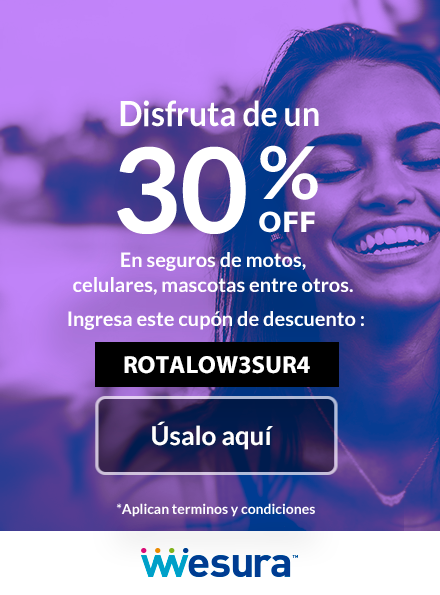 Disfruta de un
30%
OFF
En seguros de motos,
celulares, mascotas entre otros.
Ingresa este cupón de descuento :
ROTALOW3SUR4
Úsalo aquí
*Aplican terminos y condiciones
wesura™